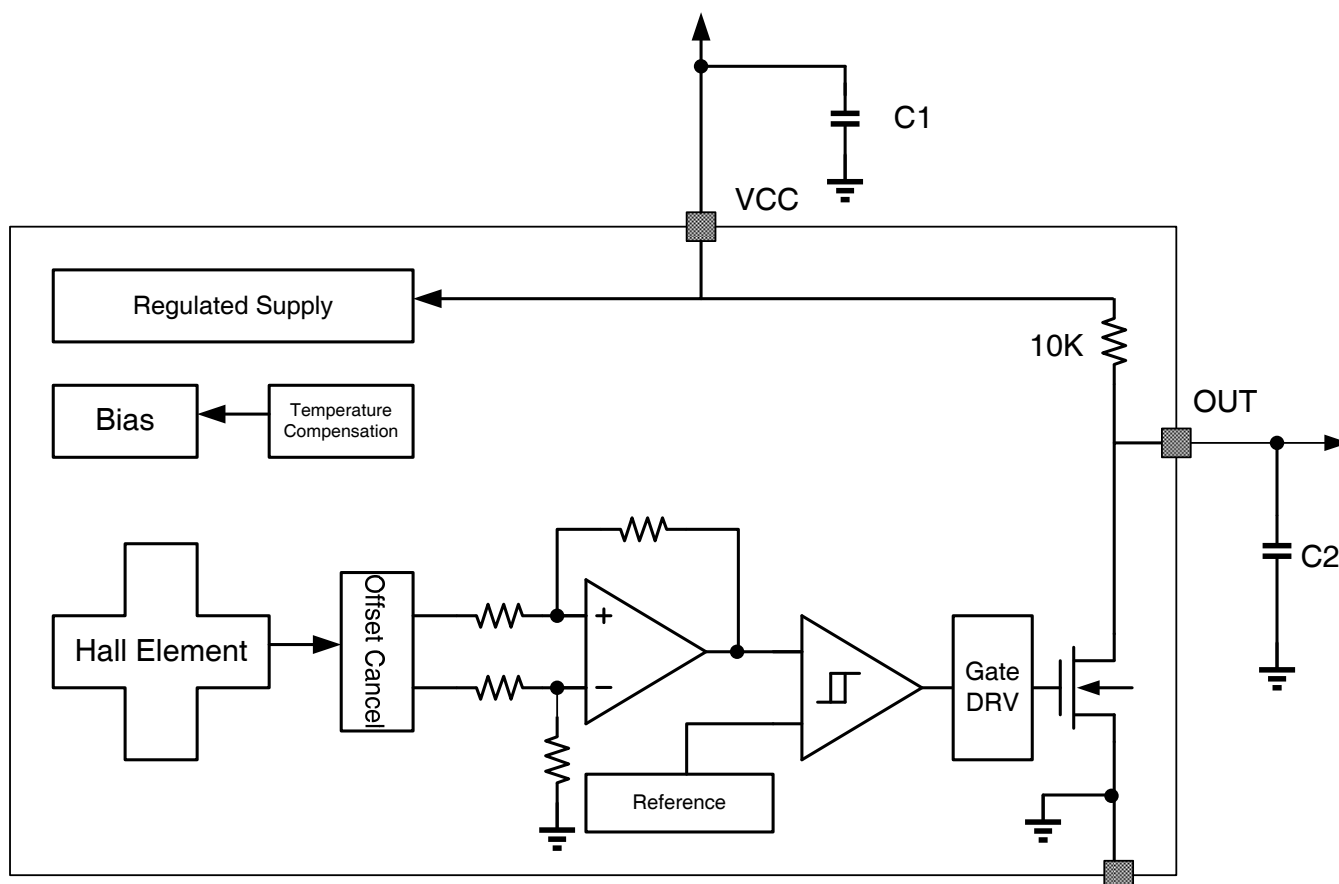 C1
VCC
Regulated Supply
10K
Bias
Temperature
Compensation
OUT
Hall Element
Offset Cancel
+
−
Gate
DRV
C2
Reference